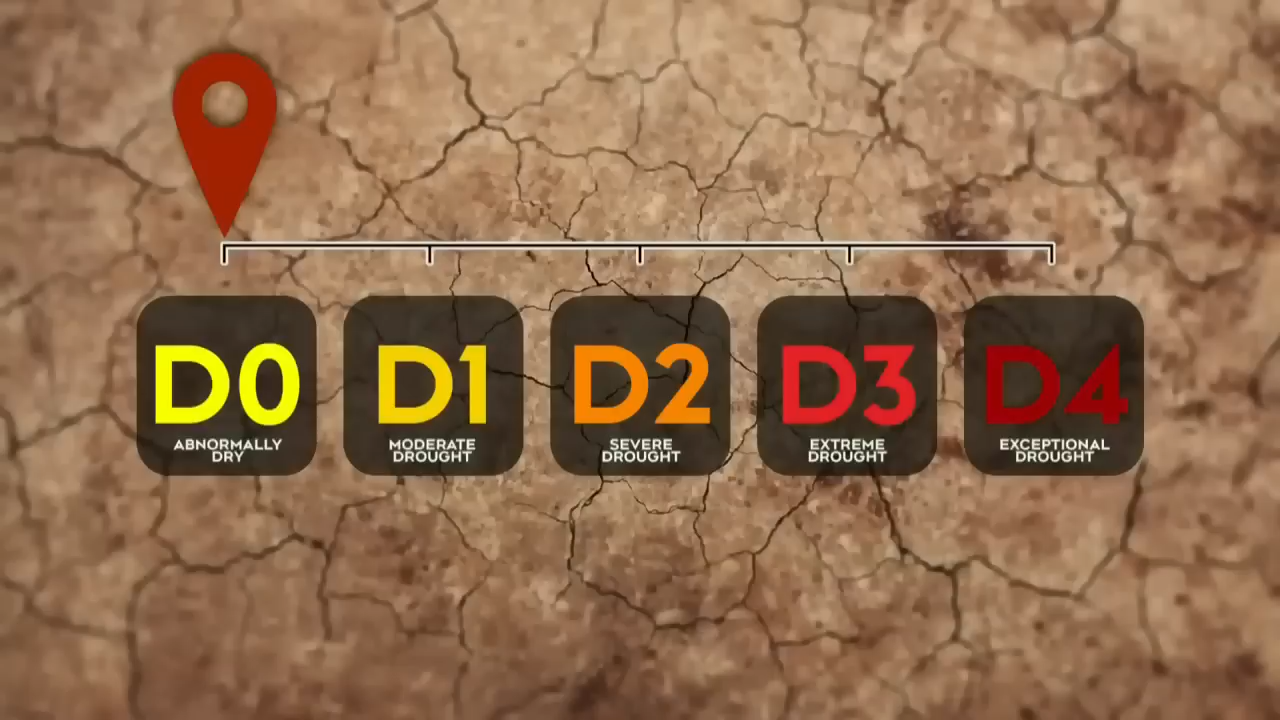 D0
ABNORMALLY
DRY
D1
MODERATE
DROUGHT
D2
SEVERE
DROUGHT
D3
EXTREME
DROUGHT
D4
EXCEPTIONAL
DROUGHT